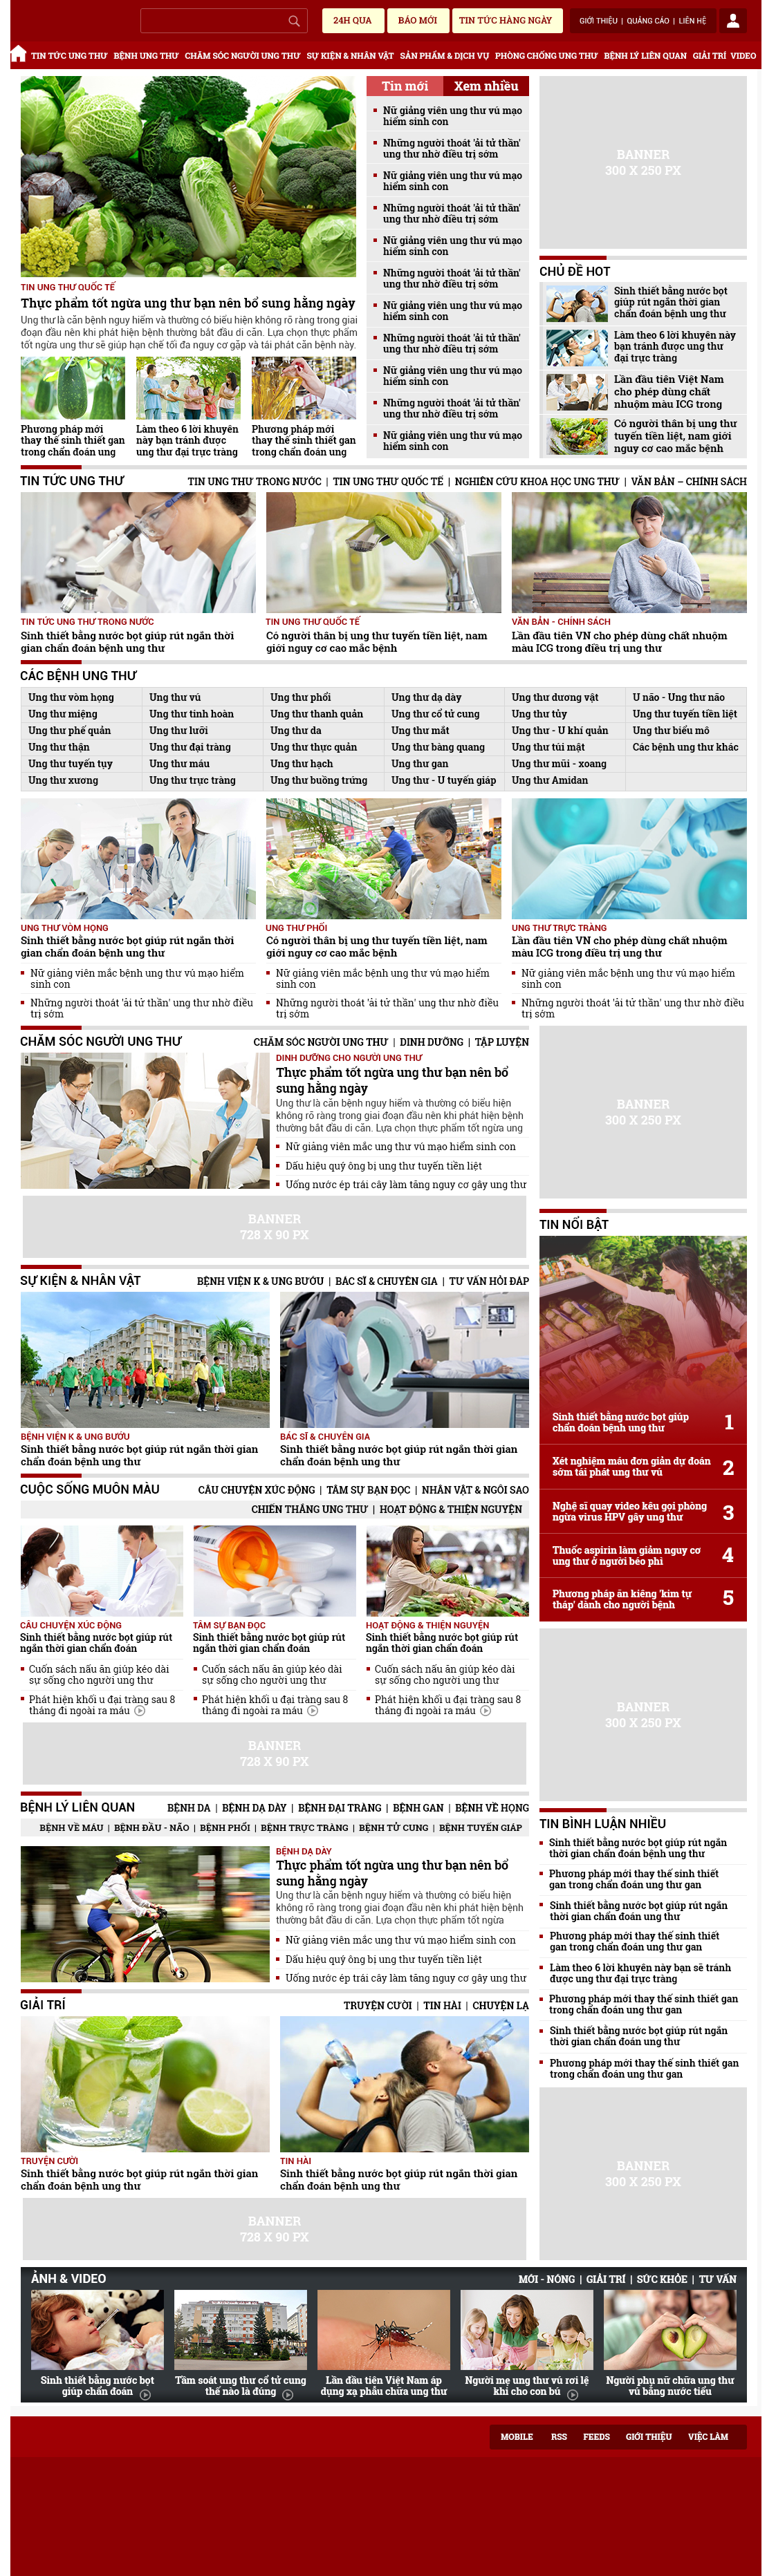 24H QUA
BÁO MỚI
TIN TỨC HÀNG NGÀY
GIỚI THIỆU | QUẢNG CÁO | LIÊN HỆ
TIN TỨC UNG THƯ BỆNH UNG THƯ CHĂM SÓC NGƯỜI UNG THƯ SỰ KIỆN & NHÂN VẬT SẢN PHẨM & DỊCH VỤ PHÒNG CHỐNG UNG THƯ BỆNH LÝ LIÊN QUAN GIẢI TRÍ VIDEO
TIN UNG THƯ QUỐC TẾ
Thực phẩm tốt ngừa ung thư bạn nên bổ sung hằng ngày
Ung thư là căn bệnh nguy hiểm và thường có biểu hiện không rõ ràng trong giai
đoạn đầu nên khi phát hiện bệnh thường bắt đầu di căn. Lựa chọn thực phẩm
tốt ngừa ung thư sẽ giúp hạn chế tối đa nguy cơ gặp và tái phát căn bệnh này.
Phương pháp mới
thay thế sinh thiết gan
trong chẩn đoán ung
Làm theo 6 lời khuyên
này bạn tránh được
ung thư đại trực tràng
Phương pháp mới
thay thế sinh thiết gan
trong chẩn đoán ung
Tin mới
Xem nhiều
Nữ giảng viên ung thư vú mạo
hiểm sinh con
Những người thoát 'ải tử thần'
ung thư nhờ điều trị sớm
Nữ giảng viên ung thư vú mạo
hiểm sinh con
Những người thoát 'ải tử thần'
ung thư nhờ điều trị sớm
Nữ giảng viên ung thư vú mạo
hiểm sinh con
Những người thoát 'ải tử thần'
ung thư nhờ điều trị sớm
Nữ giảng viên ung thư vú mạo
hiểm sinh con
Những người thoát 'ải tử thần'
ung thư nhờ điều trị sớm
Nữ giảng viên ung thư vú mạo
hiểm sinh con
Những người thoát 'ải tử thần'
ung thư nhờ điều trị sớm
Nữ giảng viên ung thư vú mạo
hiểm sinh con
BANNER
300 X 250 PX
CHỦ ĐỀ HOT
Sinh thiết bằng nước bọt
giúp rút ngắn thời gian
chẩn đoán bệnh ung thư
Làm theo 6 lời khuyên này
bạn tránh được ung thư
đại trực tràng
Lần đầu tiên Việt Nam
cho phép dùng chất
nhuộm màu ICG trong
Có người thân bị ung thư
tuyến tiền liệt, nam giới
nguy cơ cao mắc bệnh
TIN TỨC UNG THƯ
TIN UNG THƯ TRONG NƯỚC | TIN UNG THƯ QUỐC TẾ | NGHIÊN CỨU KHOA HỌC UNG THƯ | VĂN BẢN – CHÍNH SÁCH
TIN TỨC UNG THƯ TRONG NƯỚC
Sinh thiết bằng nước bọt giúp rút ngắn thời
gian chẩn đoán bệnh ung thư
TIN UNG THƯ QUỐC TẾ
Có người thân bị ung thư tuyến tiền liệt, nam
giới nguy cơ cao mắc bệnh
VĂN BẢN - CHÍNH SÁCH
Lần đầu tiên VN cho phép dùng chất nhuộm
màu ICG trong điều trị ung thư
CÁC BỆNH UNG THƯ
Ung thư vòm họng Ung thư vú Ung thư phổi Ung thư dạ dày Ung thư dương vật U não - Ung thư não
Ung thư miệng Ung thư tinh hoàn Ung thư thanh quản Ung thư cổ tử cung Ung thư tủy Ung thư tuyến tiền liệt
Ung thư phế quản Ung thư lưỡi Ung thư da Ung thư mắt Ung thư - U khí quản Ung thư biểu mô
Ung thư thận Ung thư đại tràng Ung thư thực quản Ung thư bàng quang Ung thư túi mật Các bệnh ung thư khác
Ung thư tuyến tụy Ung thư máu Ung thư hạch Ung thư gan Ung thư mũi - xoang
Ung thư xương Ung thư trực tràng Ung thư buồng trứng Ung thư - U tuyến giáp Ung thư Amidan
UNG THƯ VÒM HỌNG
Sinh thiết bằng nước bọt giúp rút ngắn thời
gian chẩn đoán bệnh ung thư
Nữ giảng viên mắc bệnh ung thư vú mạo hiểm
sinh con
Những người thoát 'ải tử thần' ung thư nhờ điều
trị sớm
UNG THƯ PHỔI
Có người thân bị ung thư tuyến tiền liệt, nam
giới nguy cơ cao mắc bệnh
Nữ giảng viên mắc bệnh ung thư vú mạo hiểm
sinh con
Những người thoát 'ải tử thần' ung thư nhờ điều
trị sớm
UNG THƯ TRỰC TRÀNG
Lần đầu tiên VN cho phép dùng chất nhuộm
màu ICG trong điều trị ung thư
Nữ giảng viên mắc bệnh ung thư vú mạo hiểm
sinh con
Những người thoát 'ải tử thần' ung thư nhờ điều
trị sớm
CHĂM SÓC NGƯỜI UNG THƯ
CHĂM SÓC NGƯỜI UNG THƯ | DINH DƯỠNG | TẬP LUYỆN
DINH DƯỠNG CHO NGƯỜI UNG THƯ
Thực phẩm tốt ngừa ung thư bạn nên bổ
sung hằng ngày
Ung thư là căn bệnh nguy hiểm và thường có biểu hiện
không rõ ràng trong giai đoạn đầu nên khi phát hiện bệnh
thường bắt đầu di căn. Lựa chọn thực phẩm tốt ngừa ung
Nữ giảng viên mắc ung thư vú mạo hiểm sinh con
Dấu hiệu quý ông bị ung thư tuyến tiền liệt
Uống nước ép trái cây làm tăng nguy cơ gây ung thư
BANNER
728 X 90 PX
BANNER
300 X 250 PX
SỰ KIỆN & NHÂN VẬT
BỆNH VIỆN K & UNG BƯỚU | BÁC SĨ & CHUYÊN GIA | TƯ VẤN HỎI ĐÁP
BỆNH VIỆN K & UNG BƯỚU
Sinh thiết bằng nước bọt giúp rút ngắn thời gian
chẩn đoán bệnh ung thư
BÁC SĨ & CHUYÊN GIA
Sinh thiết bằng nước bọt giúp rút ngắn thời gian
chẩn đoán bệnh ung thư
TIN NỔI BẬT
Sinh thiết bằng nước bọt giúp
chẩn đoán bệnh ung thư
1
Xét nghiệm máu đơn giản dự đoán
sớm tái phát ung thư vú
2
Nghệ sĩ quay video kêu gọi phòng
ngừa virus HPV gây ung thư
3
Thuốc aspirin làm giảm nguy cơ
ung thư ở người béo phì
4
Phương pháp ăn kiêng 'kim tự
tháp' dành cho người bệnh
5
CUỘC SỐNG MUÔN MÀU
CÂU CHUYỆN XÚC ĐỘNG | TÂM SỰ BẠN ĐỌC | NHÂN VẬT & NGÔI SAO
CHIẾN THẮNG UNG THƯ | HOẠT ĐỘNG & THIỆN NGUYỆN
CÂU CHUYỆN XÚC ĐỘNG
Sinh thiết bằng nước bọt giúp rút
ngắn thời gian chẩn đoán
Cuốn sách nấu ăn giúp kéo dài
sự sống cho người ung thư
Phát hiện khối u đại tràng sau 8
tháng đi ngoài ra máu
TÂM SỰ BẠN ĐỌC
Sinh thiết bằng nước bọt giúp rút
ngắn thời gian chẩn đoán
Cuốn sách nấu ăn giúp kéo dài
sự sống cho người ung thư
Phát hiện khối u đại tràng sau 8
tháng đi ngoài ra máu
HOẠT ĐỘNG & THIỆN NGUYỆN
Sinh thiết bằng nước bọt giúp rút
ngắn thời gian chẩn đoán
Cuốn sách nấu ăn giúp kéo dài
sự sống cho người ung thư
Phát hiện khối u đại tràng sau 8
tháng đi ngoài ra máu
BANNER
728 X 90 PX
BANNER
300 X 250 PX
BỆNH LÝ LIÊN QUAN
BỆNH DA | BỆNH DẠ DÀY | BỆNH ĐẠI TRÀNG | BỆNH GAN | BỆNH VỀ HỌNG
BỆNH VỀ MÁU | BỆNH ĐẦU - NÃO | BỆNH PHỔI | BỆNH TRỰC TRÀNG | BỆNH TỬ CUNG | BỆNH TUYẾN GIÁP
BỆNH DẠ DÀY
Thực phẩm tốt ngừa ung thư bạn nên bổ
sung hằng ngày
Ung thư là căn bệnh nguy hiểm và thường có biểu hiện
không rõ ràng trong giai đoạn đầu nên khi phát hiện bệnh
thường bắt đầu di căn. Lựa chọn thực phẩm tốt ngừa
Nữ giảng viên mắc ung thư vú mạo hiểm sinh con
Dấu hiệu quý ông bị ung thư tuyến tiền liệt
Uống nước ép trái cây làm tăng nguy cơ gây ung thư
TIN BÌNH LUẬN NHIỀU
Sinh thiết bằng nước bọt giúp rút ngắn
thời gian chẩn đoán bệnh ung thư
Phương pháp mới thay thế sinh thiết
gan trong chẩn đoán ung thư gan
Sinh thiết bằng nước bọt giúp rút ngắn
thời gian chẩn đoán ung thư
Phương pháp mới thay thế sinh thiết
gan trong chẩn đoán ung thư gan
Làm theo 6 lời khuyên này bạn sẽ tránh
được ung thư đại trực tràng
Phương pháp mới thay thế sinh thiết gan
trong chẩn đoán ung thư gan
Sinh thiết bằng nước bọt giúp rút ngắn
thời gian chẩn đoán ung thư
Phương pháp mới thay thế sinh thiết gan
trong chẩn đoán ung thư gan
GIẢI TRÍ
TRUYỆN CƯỜI | TIN HÀI | CHUYỆN LẠ
TRUYỆN CƯỜI
Sinh thiết bằng nước bọt giúp rút ngắn thời gian
chẩn đoán bệnh ung thư
TIN HÀI
Sinh thiết bằng nước bọt giúp rút ngắn thời gian
chẩn đoán bệnh ung thư
BANNER
728 X 90 PX
BANNER
300 X 250 PX
ẢNH & VIDEO
MỚI - NÓNG | GIẢI TRÍ | SỨC KHỎE | TƯ VẤN
Sinh thiết bằng nước bọt
giúp chẩn đoán
Tầm soát ung thư cổ tử cung
thế nào là đúng
Lần đầu tiên Việt Nam áp
dụng xạ phẫu chữa ung thư
Người mẹ ung thư vú rơi lệ
khi cho con bú
Người phụ nữ chữa ung thư
vú bằng nước tiểu
MOBILE RSS FEEDS GIỚI THIỆU VIỆC LÀM